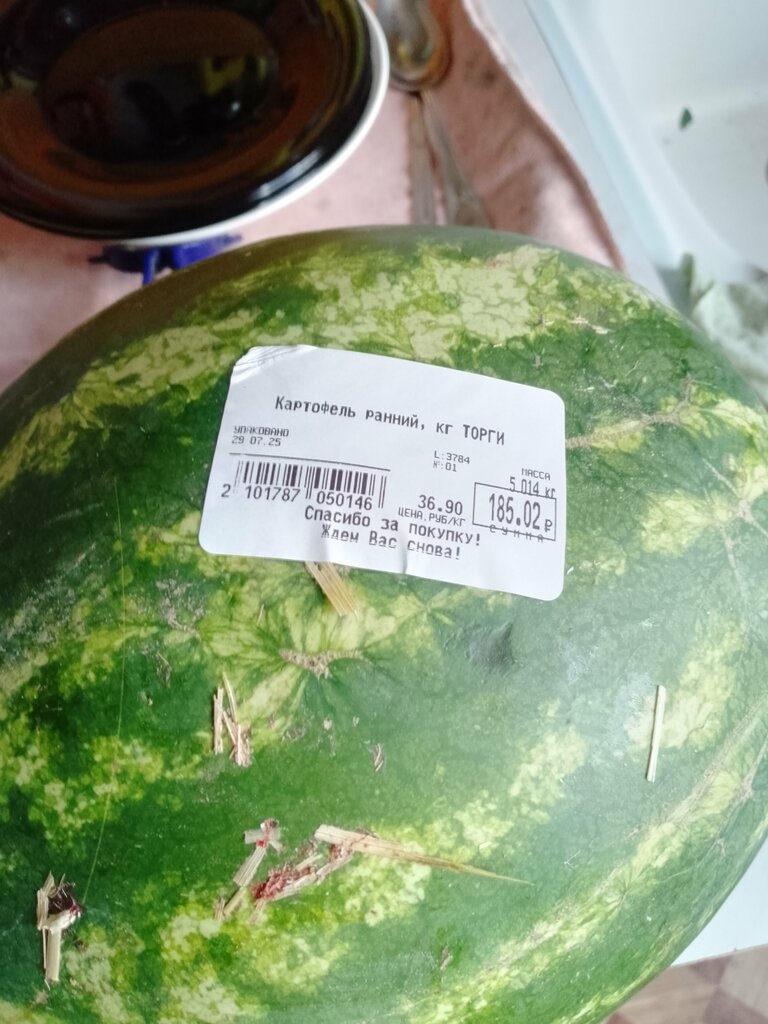 Картофель ранний, кг ТОРГИ
УПАКОВАНО
29 07.25
L:3784
№:01
МАССА
5.014 кг
2 101787 050146
36.90
ЦЕНА,РУБ/КГ
185.02 ₽
СУММА
Спасибо за покупку!
Ждем Вас снова!